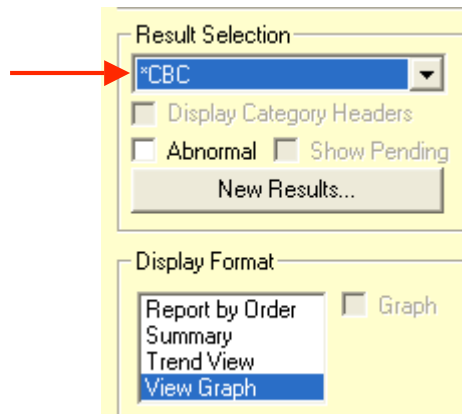 Result Selection
*CBC
Display Category Headers
Abnormal Show Pending
New Results...
Display Format
Report by Order Graph
Summary
Trend View
View Graph